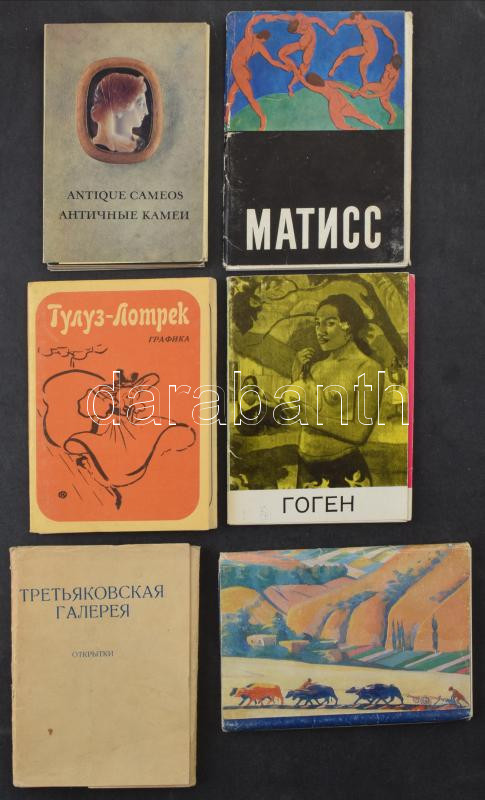 ANTIQUE CAMEOS
АНТИЧНЫЕ КАМЕИ
МАТИСС
Тулуз-Лотрек
ГРАФИКА
darabanth
ГОГЕН
ТРЕТЬЯКОВСКАЯ
ГАЛЕРЕЯ
ОТКРЫТКИ